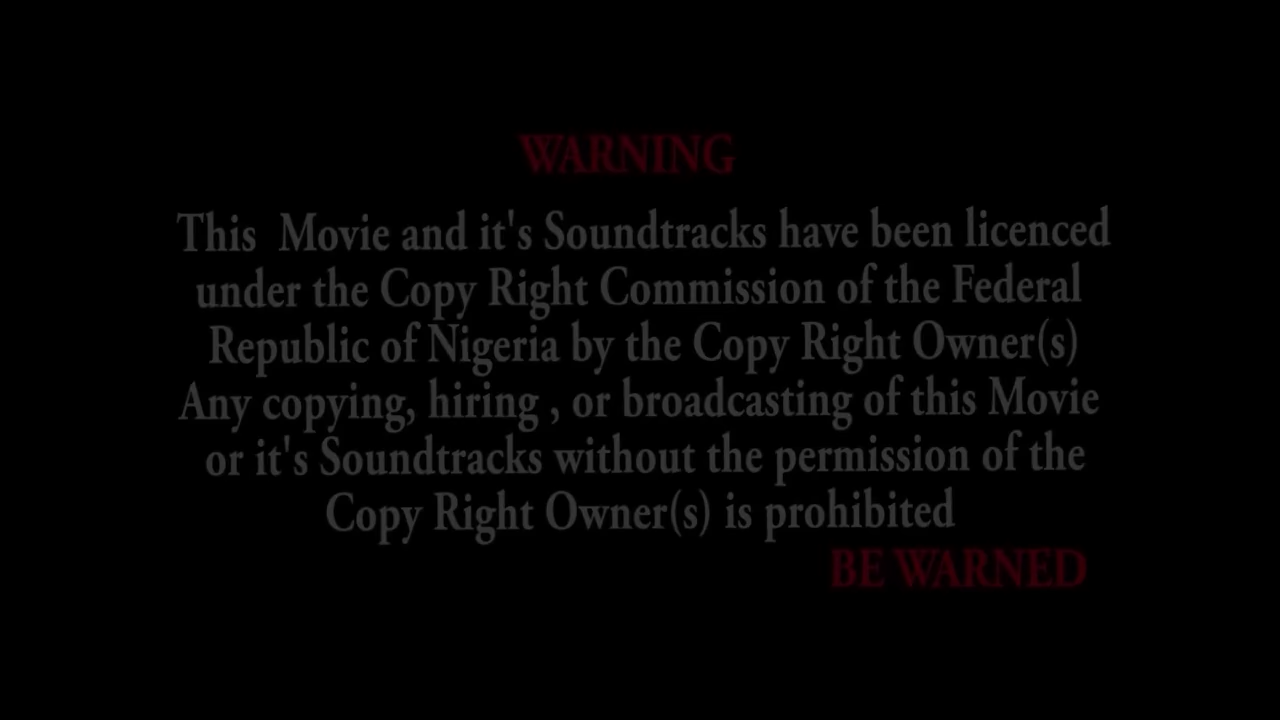 WARNING
This  Movie and it's Soundtracks have been licenced
under the Copy Right Commission of the Federal
Republic of Nigeria by the Copy Right Owner(s)
Any copying, hiring , or broadcasting of this Movie
or it's Soundtracks without the permission of the
Copy Right Owner(s) is prohibited
BE WARNED